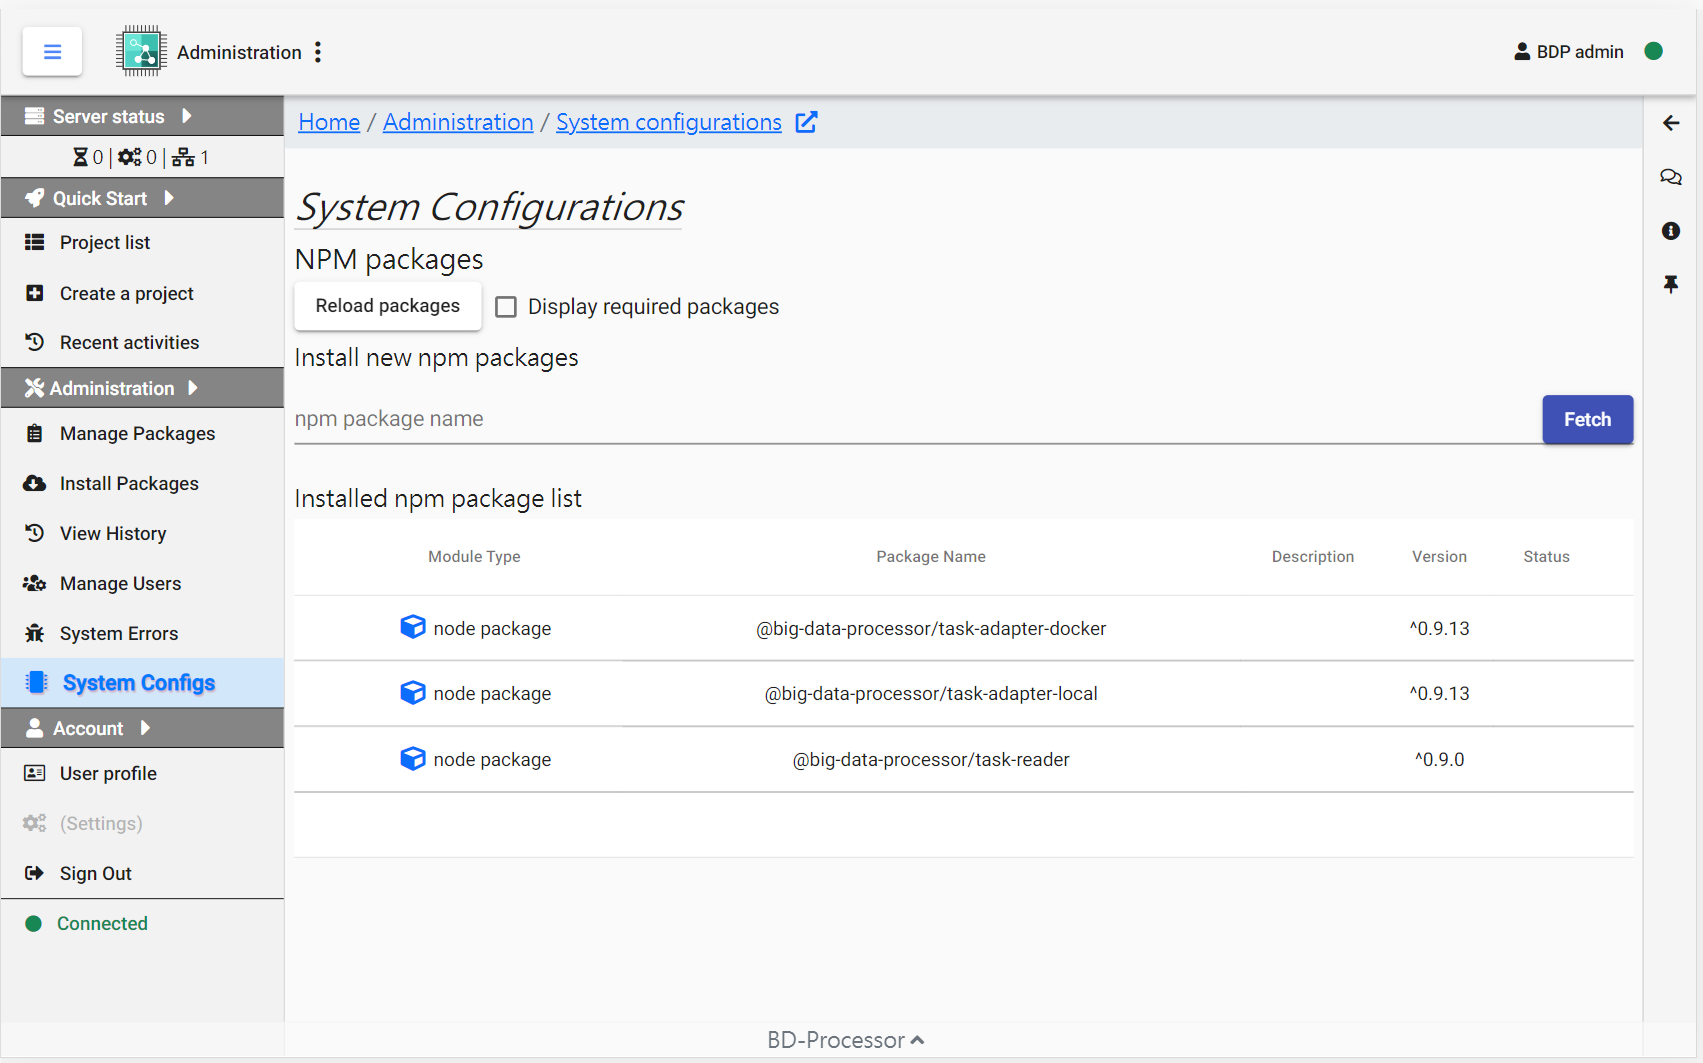 Administration
BDP admin
Server status
0 | 0 | 1
Quick Start
Project list
Create a project
Recent activities
Administration
Manage Packages
Install Packages
View History
Manage Users
System Errors
System Configs
Account
User profile
(Settings)
Sign Out
Connected
Home / Administration / System configurations
System Configurations
NPM packages
Reload packages
Display required packages
Install new npm packages
npm package name
Fetch
Installed npm package list
Module Type Package Name Description Version Status
node package @big-data-processor/task-adapter-docker ^0.9.13
node package @big-data-processor/task-adapter-local ^0.9.13
node package @big-data-processor/task-reader ^0.9.0
BD-Processor